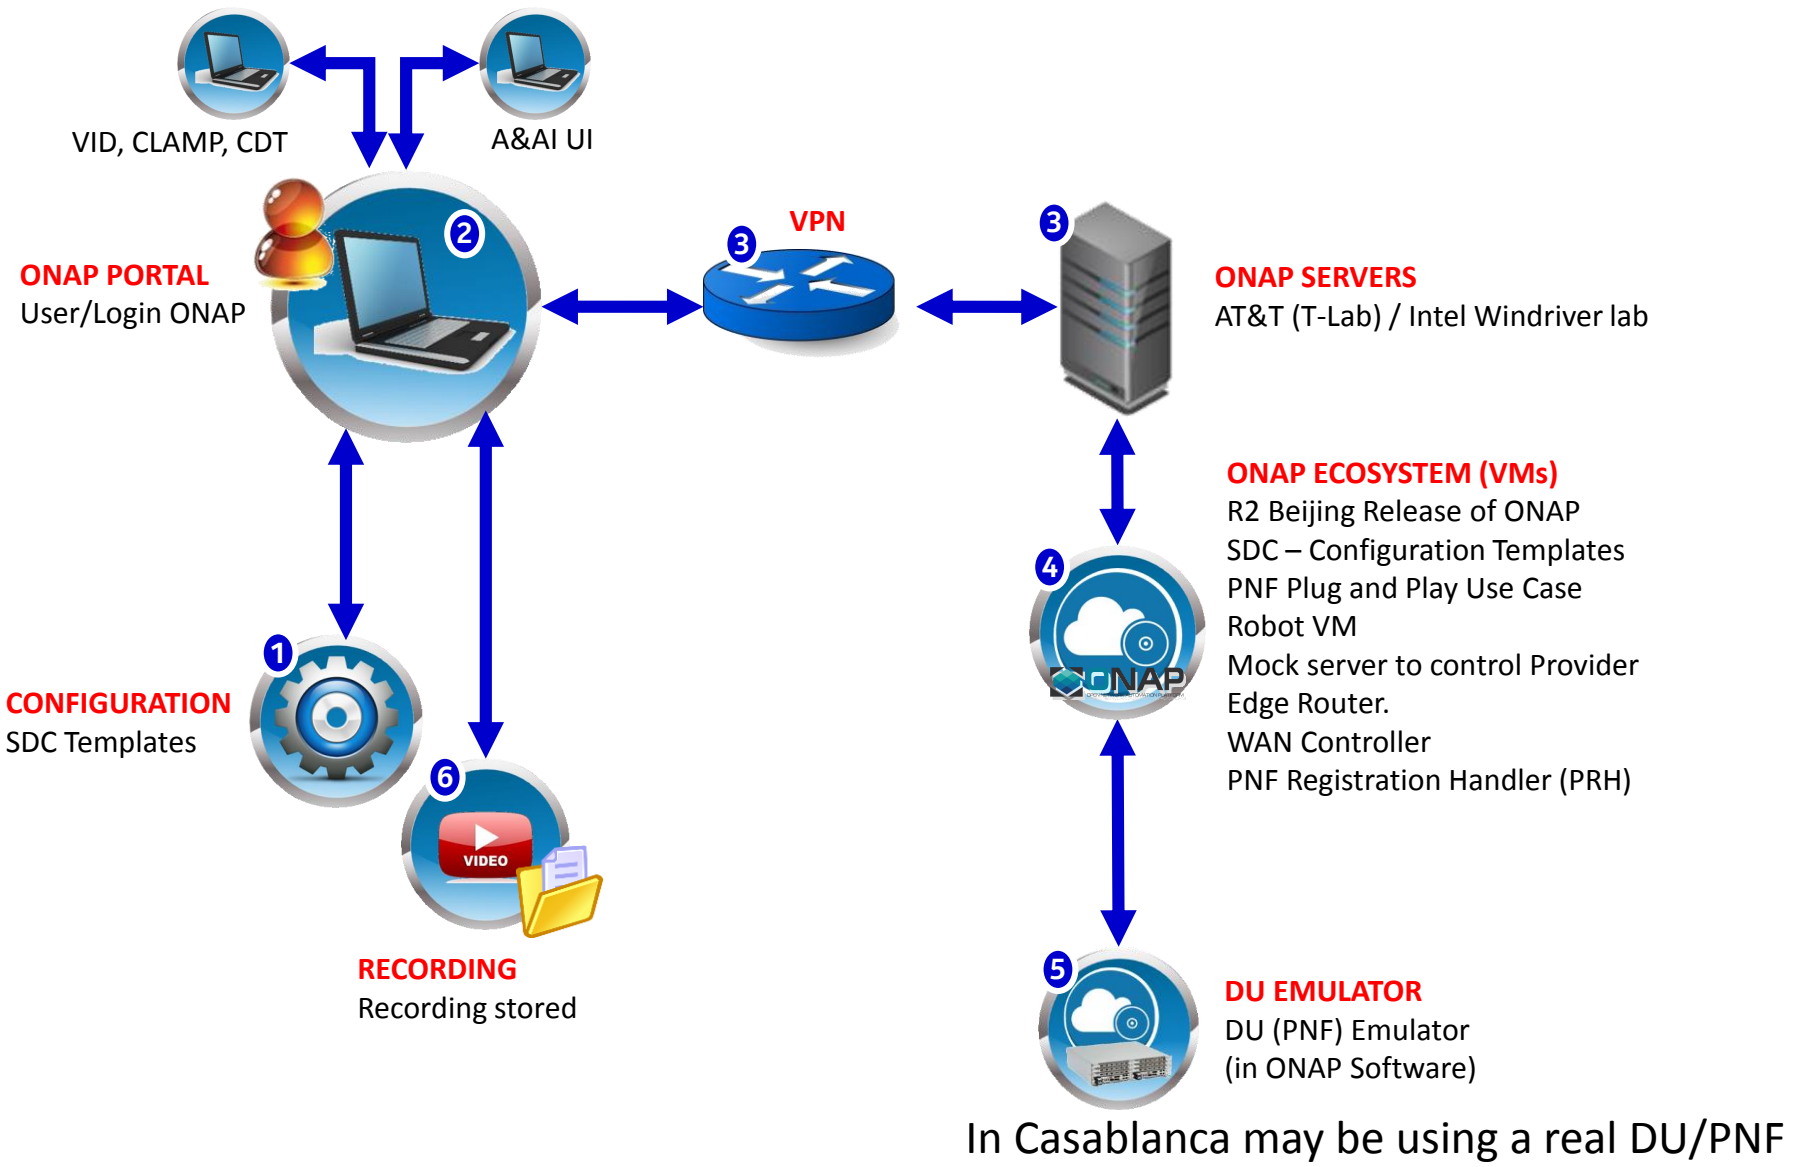 VID, CLAMP, CDT
A&AI UI
2
ONAP PORTAL
User/Login ONAP
VPN
3
3
ONAP SERVERS
AT&T (T-Lab) / Intel Windriver lab
ONAP ECOSYSTEM (VMs)
R2 Beijing Release of ONAP
SDC – Configuration Templates
PNF Plug and Play Use Case
Robot VM
Mock server to control Provider
Edge Router.
WAN Controller
PNF Registration Handler (PRH)
4
ONAP
1
CONFIGURATION
SDC Templates
6
VIDEO
RECORDING
Recording stored
5
DU EMULATOR
DU (PNF) Emulator
(in ONAP Software)
In Casablanca may be using a real DU/PNF